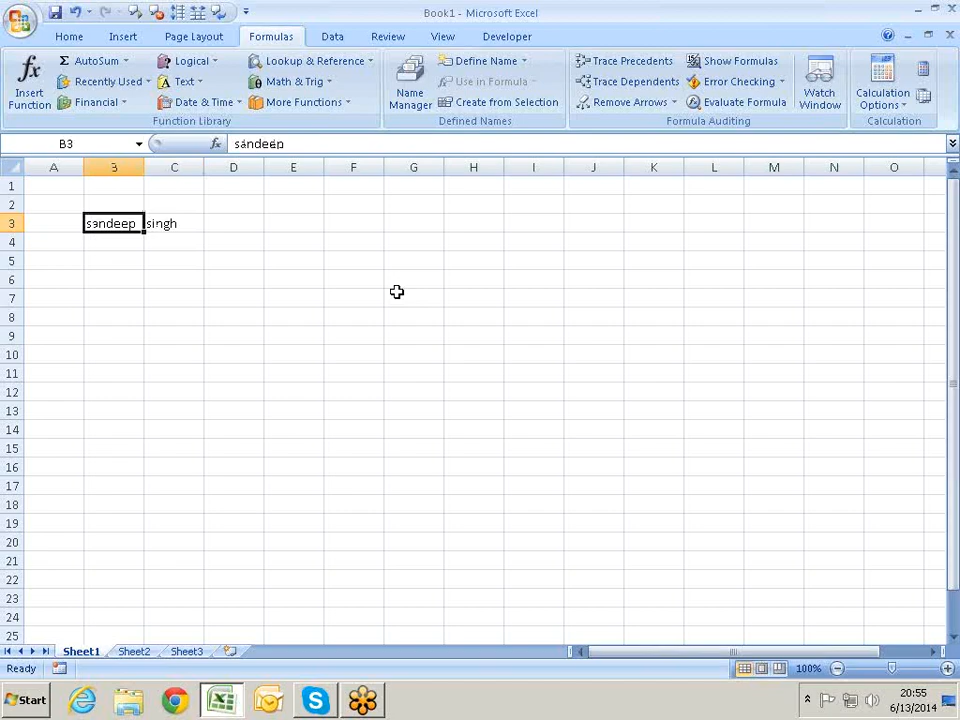 Book1 - Microsoft Excel
Home Insert Page Layout Formulas Data Review View Developer
fx Insert Function
Σ AutoSum
Recently Used
Financial
Logical
Text
Date & Time
Lookup & Reference
Math & Trig
More Functions
Function Library
Name Manager
Define Name
Use in Formula
Create from Selection
Defined Names
Trace Precedents
Trace Dependents
Remove Arrows
Show Formulas
Error Checking
Evaluate Formula
Formula Auditing
Watch Window
Calculation Options
Calculation
B3 fx sandeep
A B C D E F G H I J K L M N O
1
2
3 sandeep singh
4
5
6
7
8
9
10
11
12
13
14
15
16
17
18
19
20
21
22
23
24
25
Sheet1 Sheet2 Sheet3
Ready 100%
Start 20:55
6/13/2014